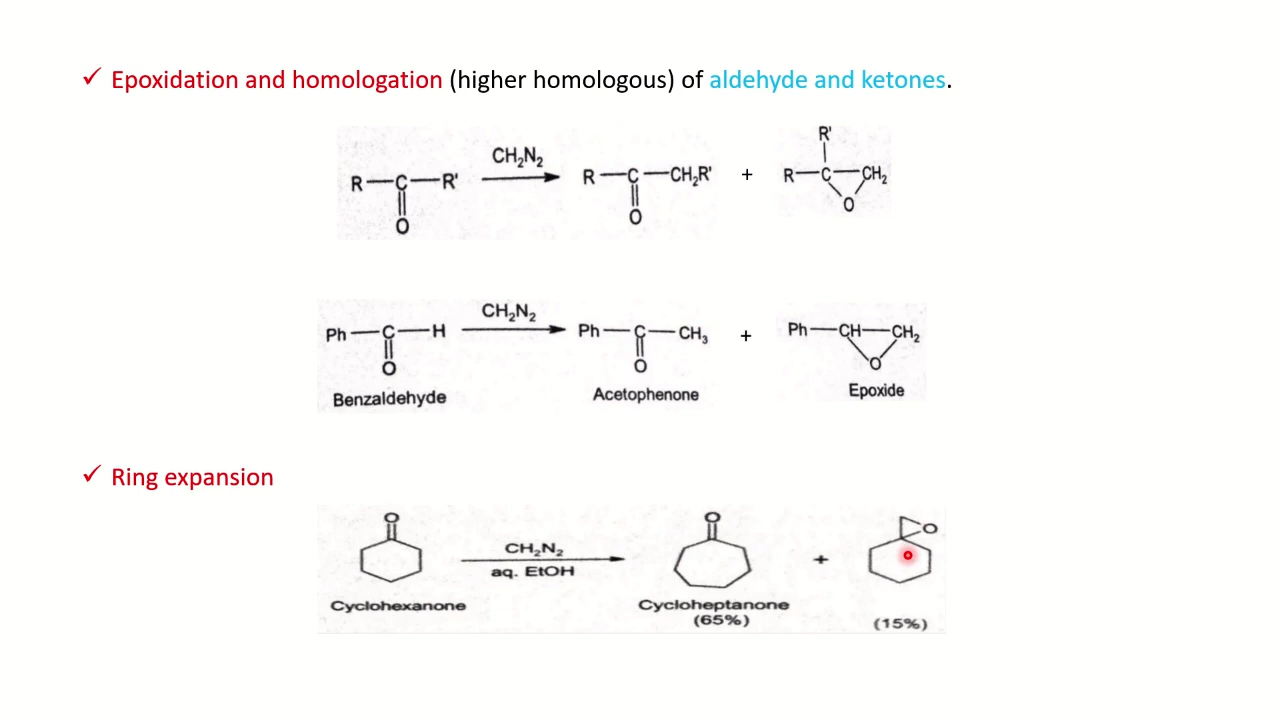 ✓ Epoxidation and homologation (higher homologous) of aldehyde and ketones.
R—C—R' CH₂N₂ R—C—CH₂R' + R—C—CH₂
R'
O O O
Ph—C—H CH₂N₂ Ph—C—CH₃ + Ph—CH—CH₂
O O O
Benzaldehyde Acetophenone Epoxide
✓ Ring expansion
O O O
CH₂N₂
aq. EtOH +
Cyclohexanone Cycloheptanone
(65%) (15%)